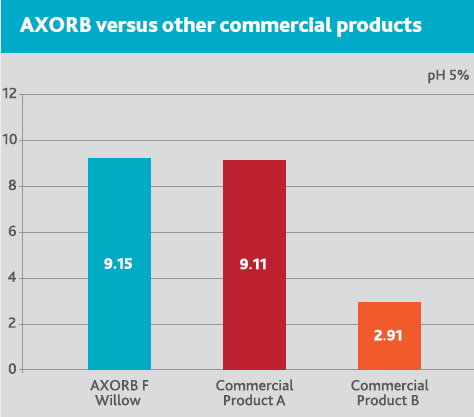 AXORB versus other commercial products
pH 5%
12
10
8
6
4
2
0
9.15
9.11
2.91
AXORB F
Willow
Commercial
Product A
Commercial
Product B